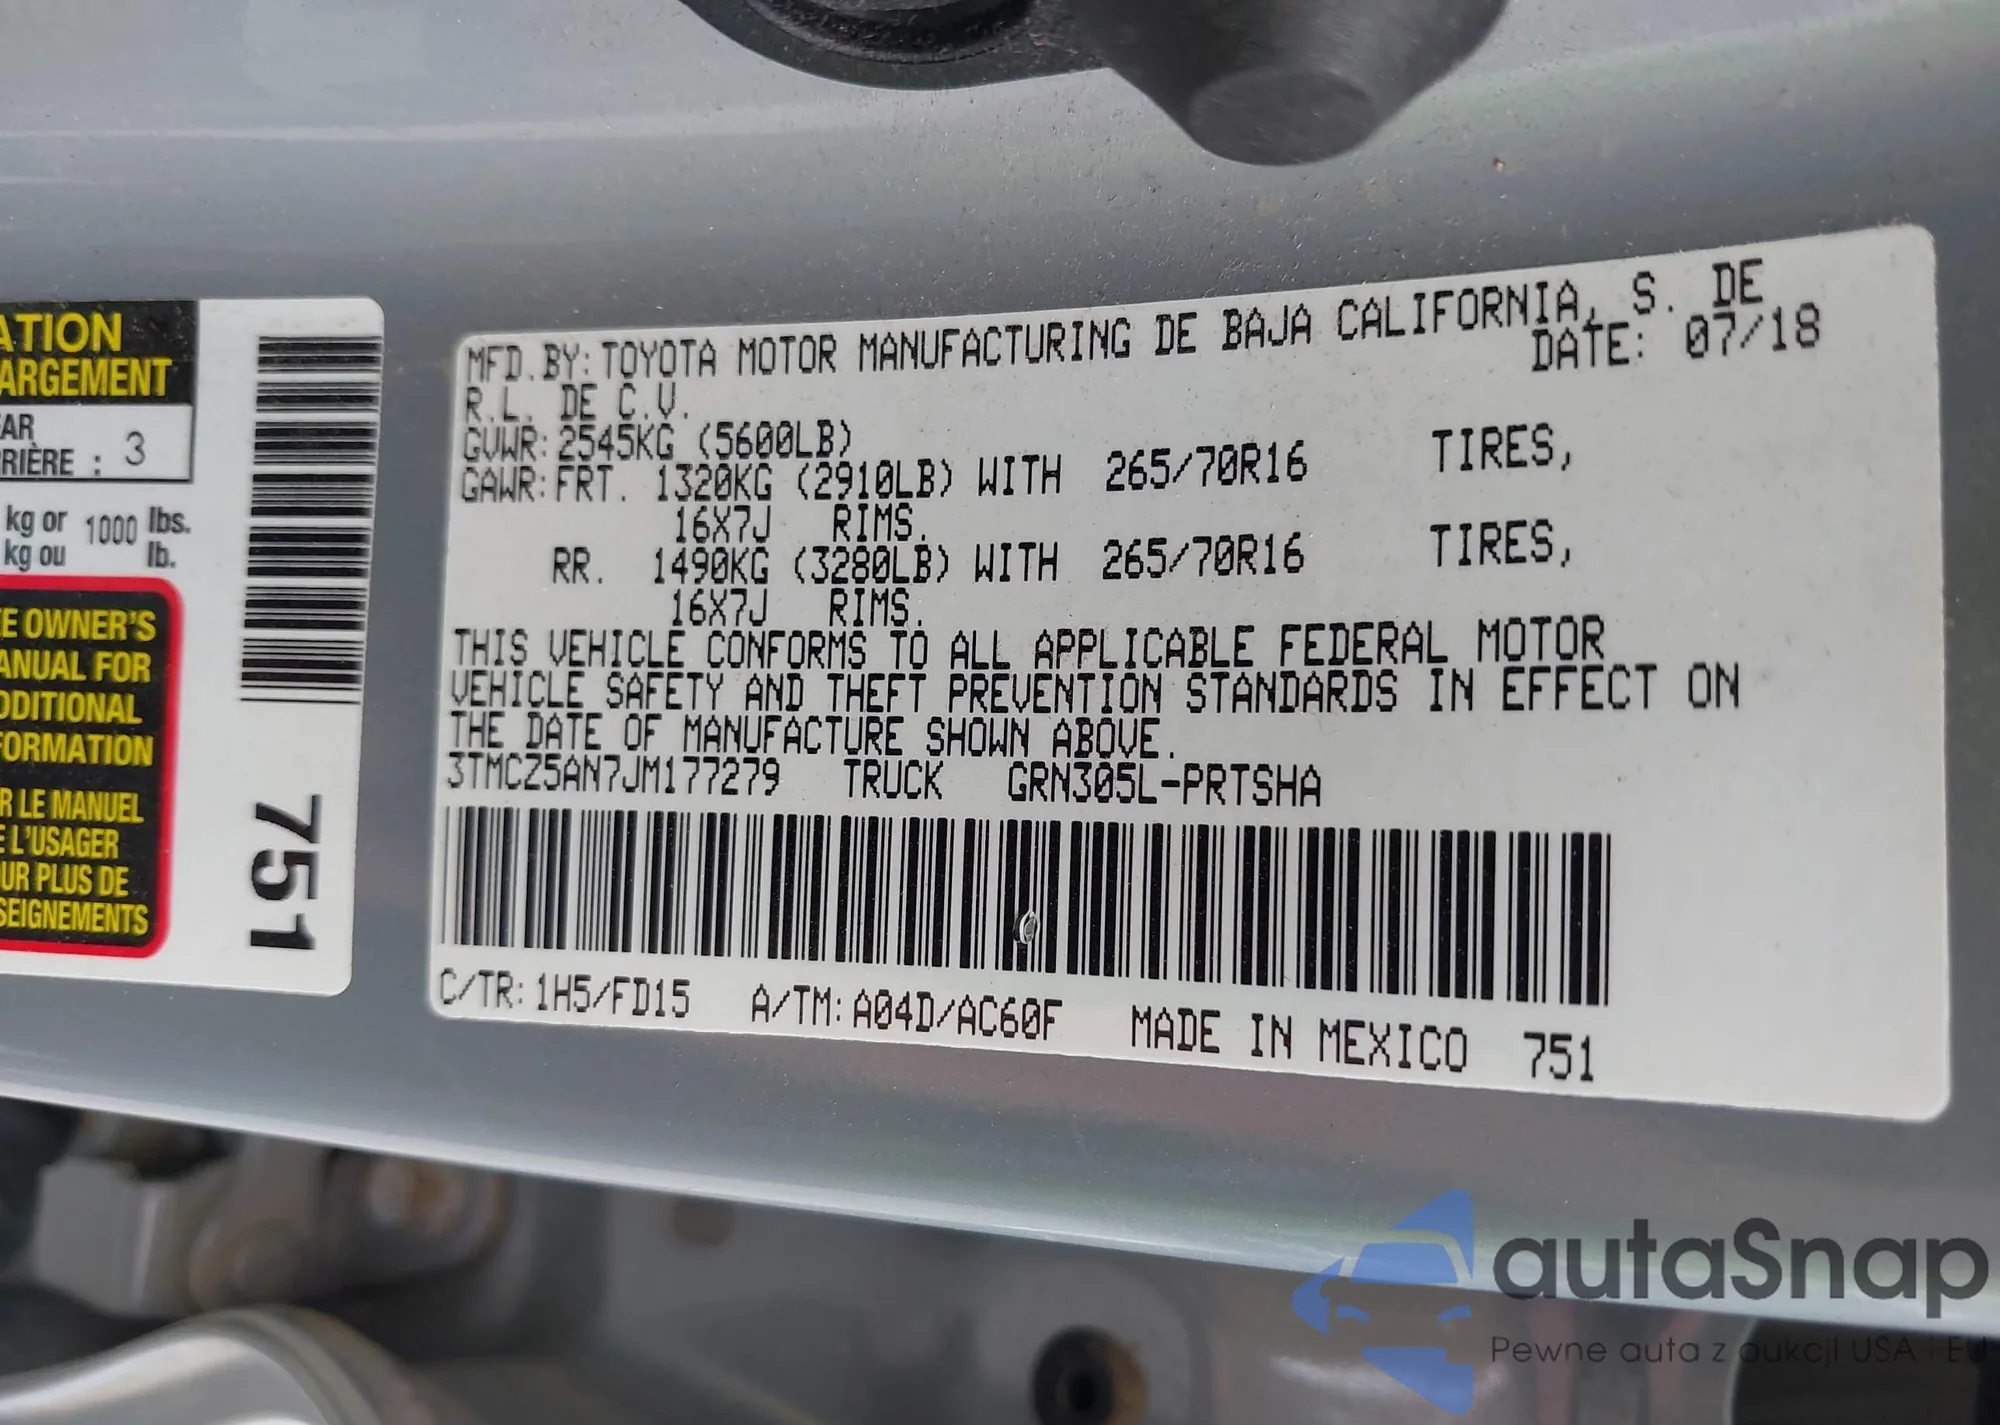 ATION
ARGEMENT
EAR
RRIÈRE : 3
kg or 1000 lbs.
kg ou lb.
EE OWNER'S
ANUAL FOR
DDITIONAL
FORMATION
R LE MANUEL
E L'USAGER
UR PLUS DE
SEIGNEMENTS
751
MFD.BY: TOYOTA MOTOR MANUFACTURING DE BAJA CALIFORNIA, S. DE
R.L. DE C.V. DATE: 07/18
GVWR: 2545KG (5600LB)
GAWR: FRT. 1320KG (2910LB) WITH 265/70R16 TIRES,
16X7J RIMS.
RR. 1490KG (3280LB) WITH 265/70R16 TIRES,
16X7J RIMS.
THIS VEHICLE CONFORMS TO ALL APPLICABLE FEDERAL MOTOR
VEHICLE SAFETY AND THEFT PREVENTION STANDARDS IN EFFECT ON
THE DATE OF MANUFACTURE SHOWN ABOVE.
3TMCZ5AN7JM177279 TRUCK GRN305L-PRTSHA
C/TR: 1H5/FD15 A/TM: A04D/AC60F MADE IN MEXICO 751
autaSnap
Pewne auta z aukcji USA i EU